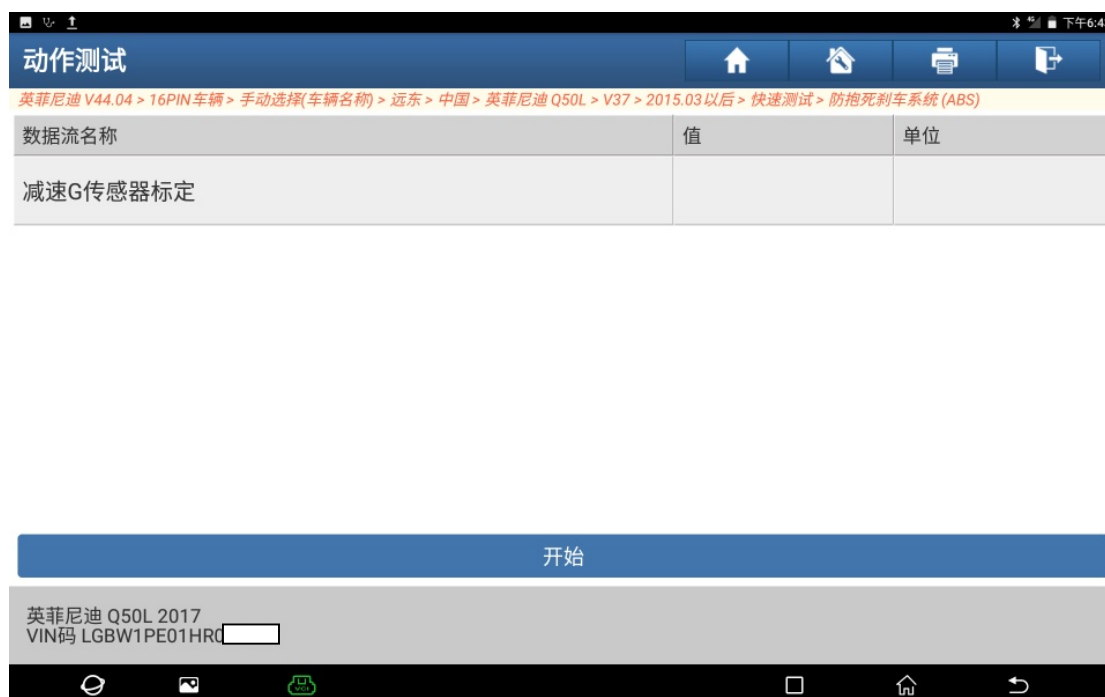 下午6:4
动作测试
英菲尼迪 V44.04 > 16PIN车辆 > 手动选择(车辆名称) > 远东 > 中国 > 英菲尼迪 Q50L > V37 > 2015.03以后 > 快速测试 > 防抱死刹车系统 (ABS)
数据流名称 值 单位
减速G传感器标定
开始
英菲尼迪 Q50L 2017
VIN码 LGBW1PE01HR0